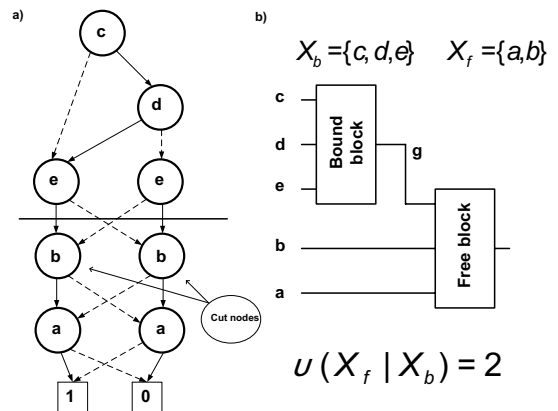 a)
c
d
e e
b b
Cut nodes
a a
1 0
b)
X_b={c,d,e} X_f={a,b}
c
d
e
b
a
Bound block
g
Free block
υ(X_f | X_b)=2